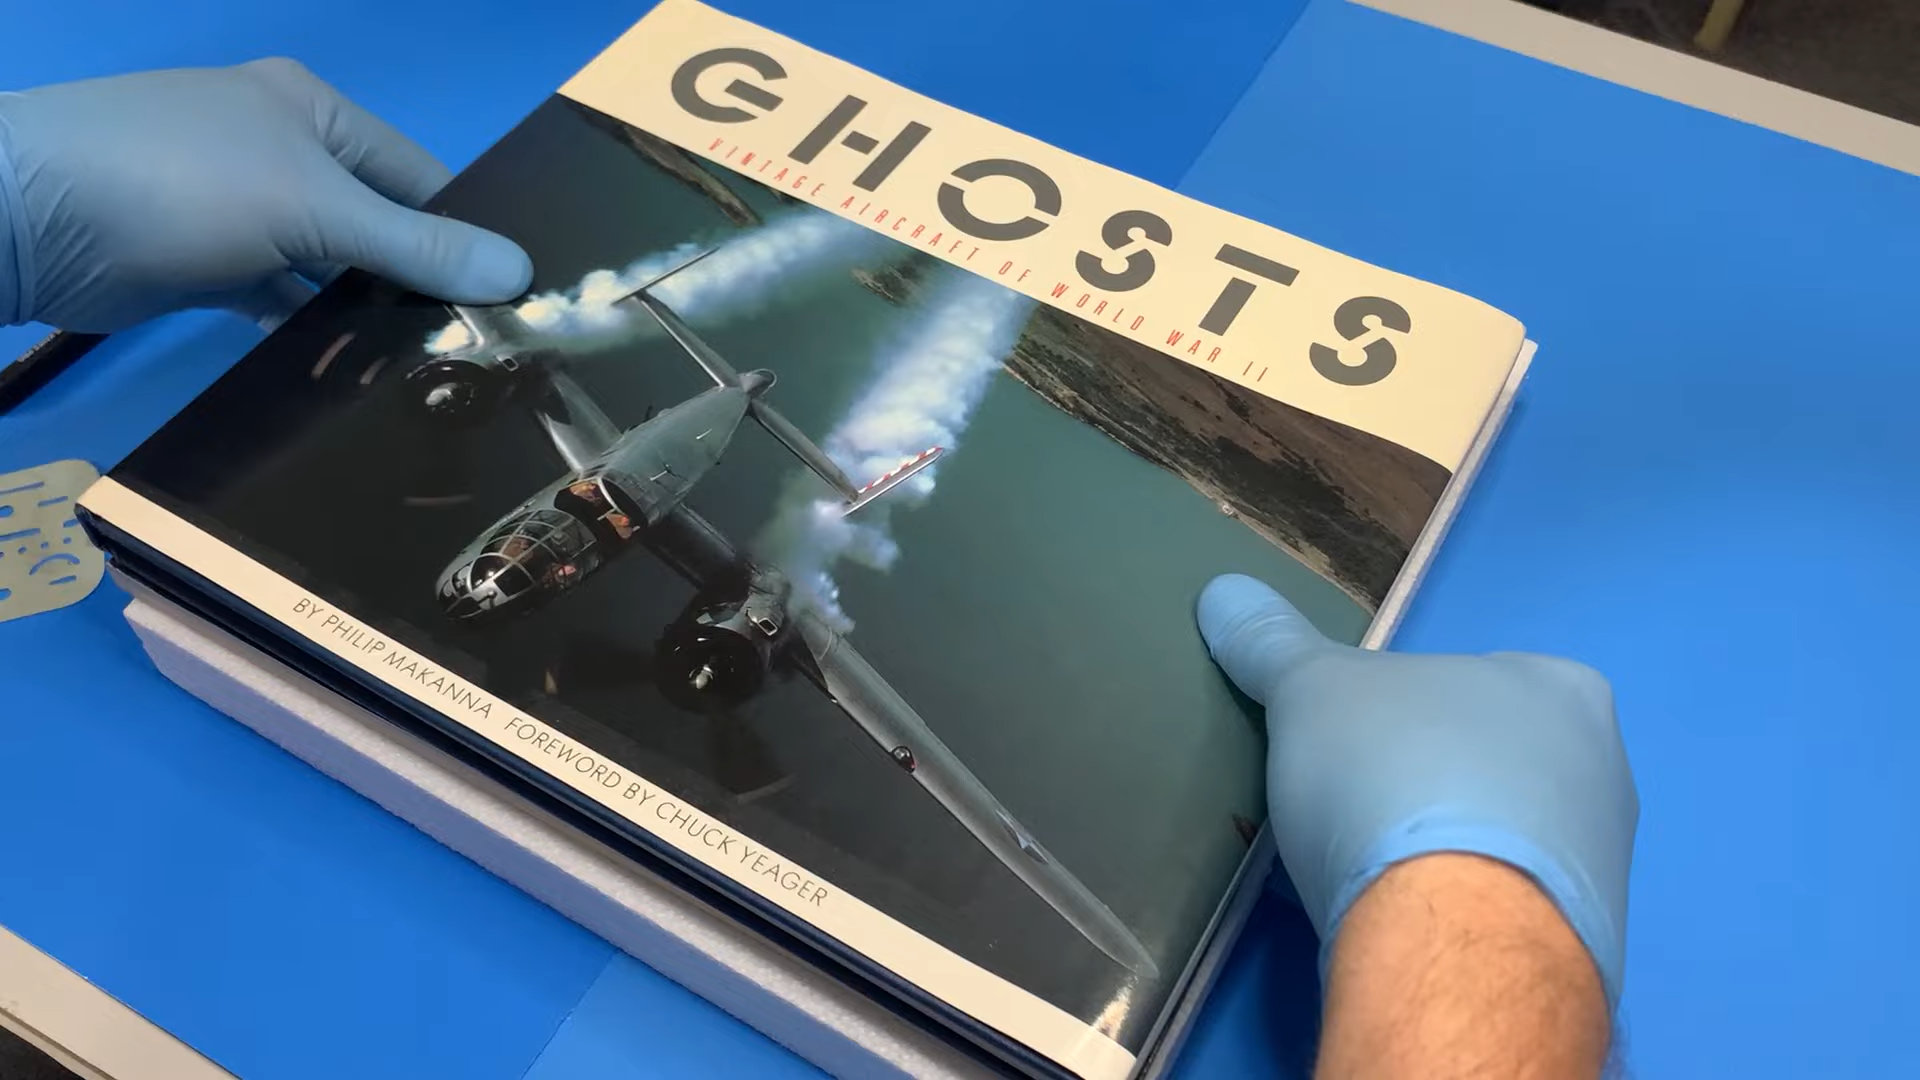 GHOSTS
VINTAGE AIRCRAFT OF WORLD WAR II
BY PHILIP MAKANNA FOREWORD BY CHUCK YEAGER